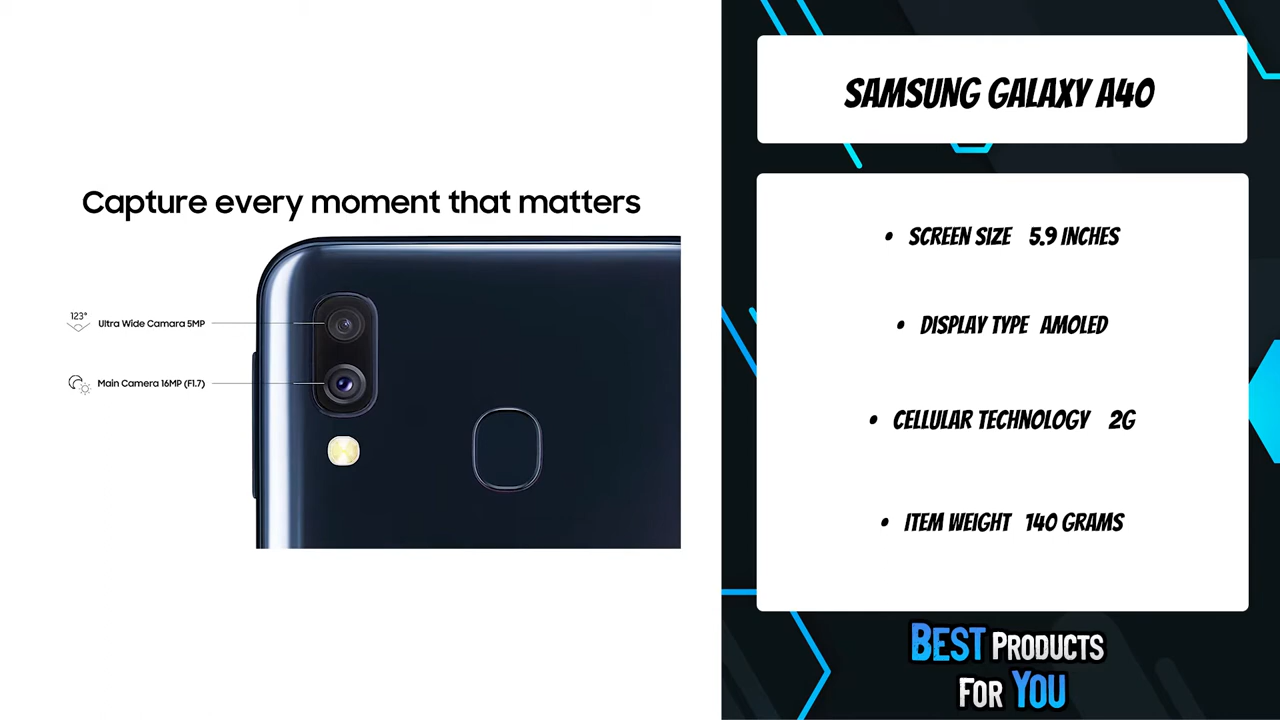 Capture every moment that matters
123°
Ultra Wide Camara 5MP
Main Camera 16MP (F1.7)
SAMSUNG GALAXY A40
• SCREEN SIZE 5.9 INCHES
• DISPLAY TYPE AMOLED
• CELLULAR TECHNOLOGY 2G
• ITEM WEIGHT 140 GRAMS
BEST PRODUCTS
FOR YOU